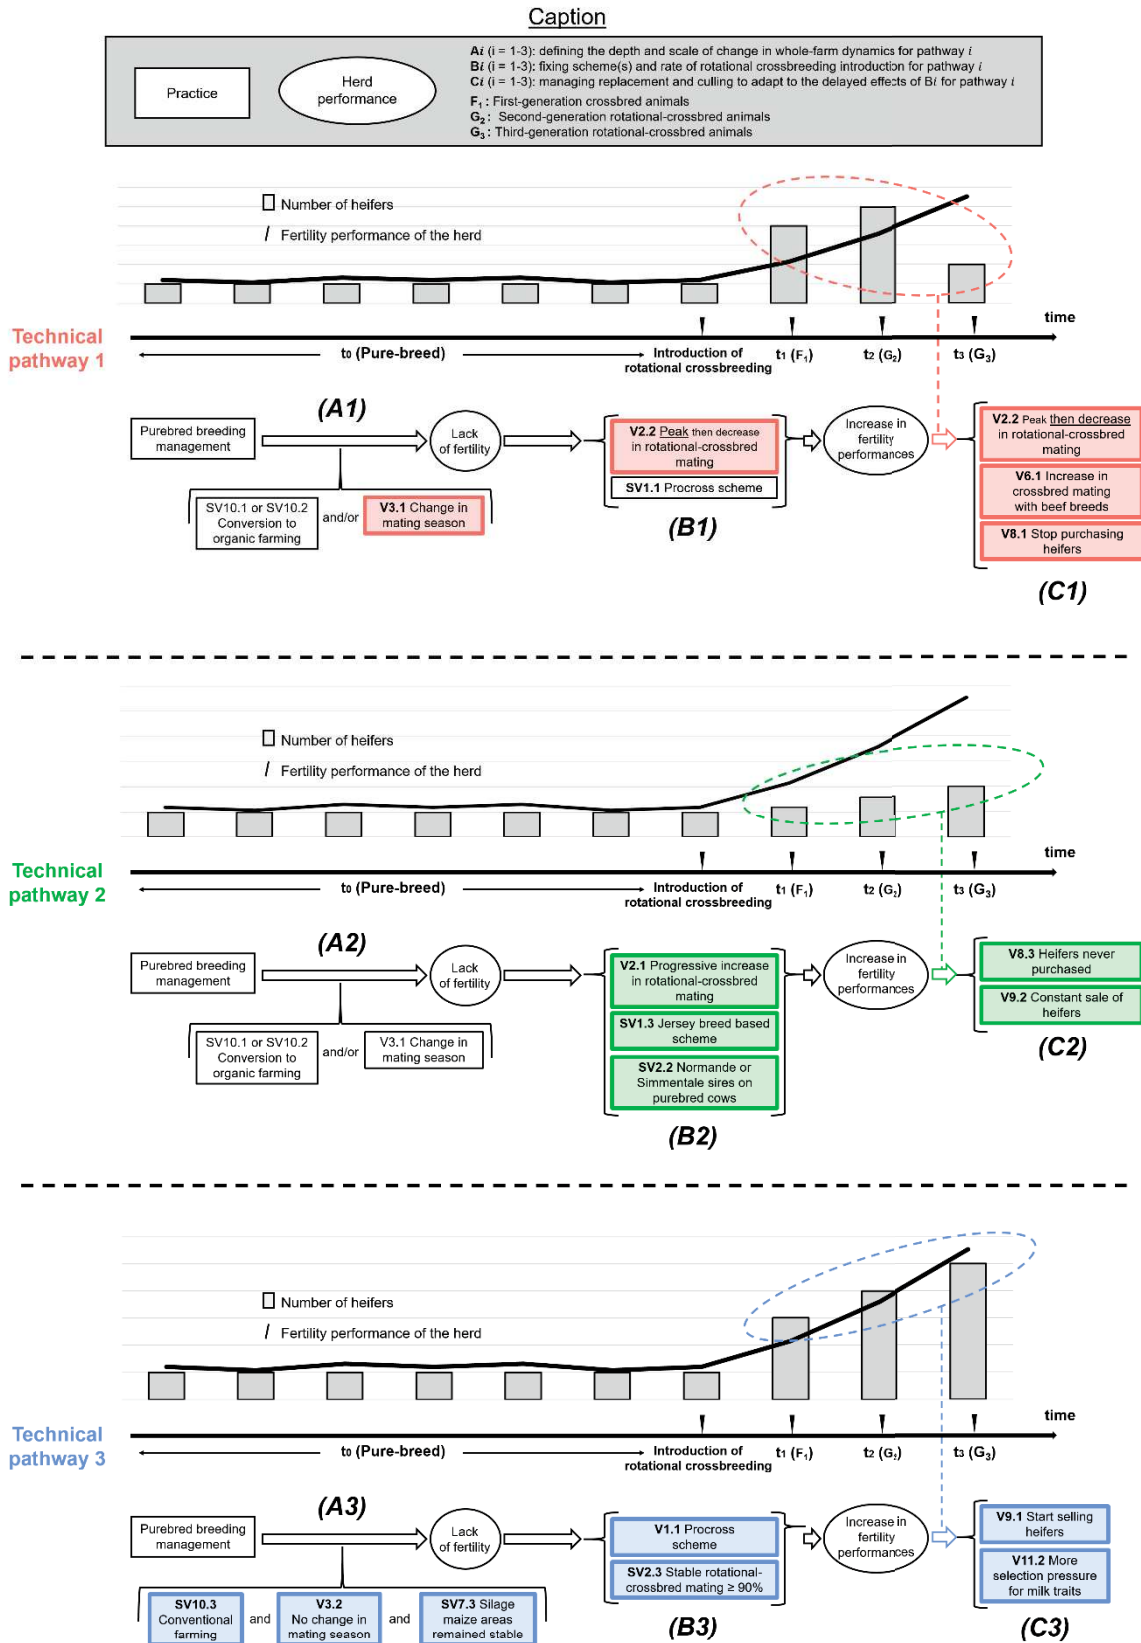 Caption
Practice
Herd
performance
Ai (i = 1-3): defining the depth and scale of change in whole-farm dynamics for pathway i
Bi (i = 1-3): fixing scheme(s) and rate of rotational crossbreeding introduction for pathway i
Ci (i = 1-3): managing replacement and culling to adapt to the delayed effects of Bi for pathway i
F1 : First-generation crossbred animals
G2 : Second-generation rotational-crossbred animals
G3 : Third-generation rotational-crossbred animals
Number of heifers
Fertility performance of the herd
Technical
pathway 1
time
t0 (Pure-breed)
Introduction of
rotational crossbreeding
t1 (F1)
t2 (G2)
t3 (G3)
(A1)
Purebred breeding
management
Lack
of fertility
SV10.1 or SV10.2
Conversion to
organic farming
and/or
V3.1 Change in
mating season
V2.2 Peak then decrease
in rotational-crossbred
mating
SV1.1 Procross scheme
(B1)
Increase in
fertility
performances
V2.2 Peak then decrease
in rotational-crossbred
mating
V6.1 Increase in
crossbred mating
with beef breeds
V8.1 Stop purchasing
heifers
(C1)
Number of heifers
Fertility performance of the herd
Technical
pathway 2
time
t0 (Pure-breed)
Introduction of
rotational crossbreeding
t1 (F1)
t2 (G2)
t3 (G3)
(A2)
Purebred breeding
management
Lack
of fertility
SV10.1 or SV10.2
Conversion to
organic farming
and/or
V3.1 Change in
mating season
V2.1 Progressive increase
in rotational-crossbred
mating
SV1.3 Jersey breed based
scheme
SV2.2 Normande or
Simmentale sires on
purebred cows
(B2)
Increase in
fertility
performances
V8.3 Heifers never
purchased
V9.2 Constant sale of
heifers
(C2)
Number of heifers
Fertility performance of the herd
Technical
pathway 3
time
t0 (Pure-breed)
Introduction of
rotational crossbreeding
t1 (F1)
t2 (G2)
t3 (G3)
(A3)
Purebred breeding
management
Lack
of fertility
SV10.3
Conventional
farming
and
V3.2
No change in
mating season
and
SV7.3 Silage
maize areas
remained stable
V1.1 Procross
scheme
SV2.3 Stable rotational-
crossbred mating ≥ 90%
(B3)
Increase in
fertility
performances
V9.1 Start selling
heifers
V11.2 More
selection pressure
for milk traits
(C3)